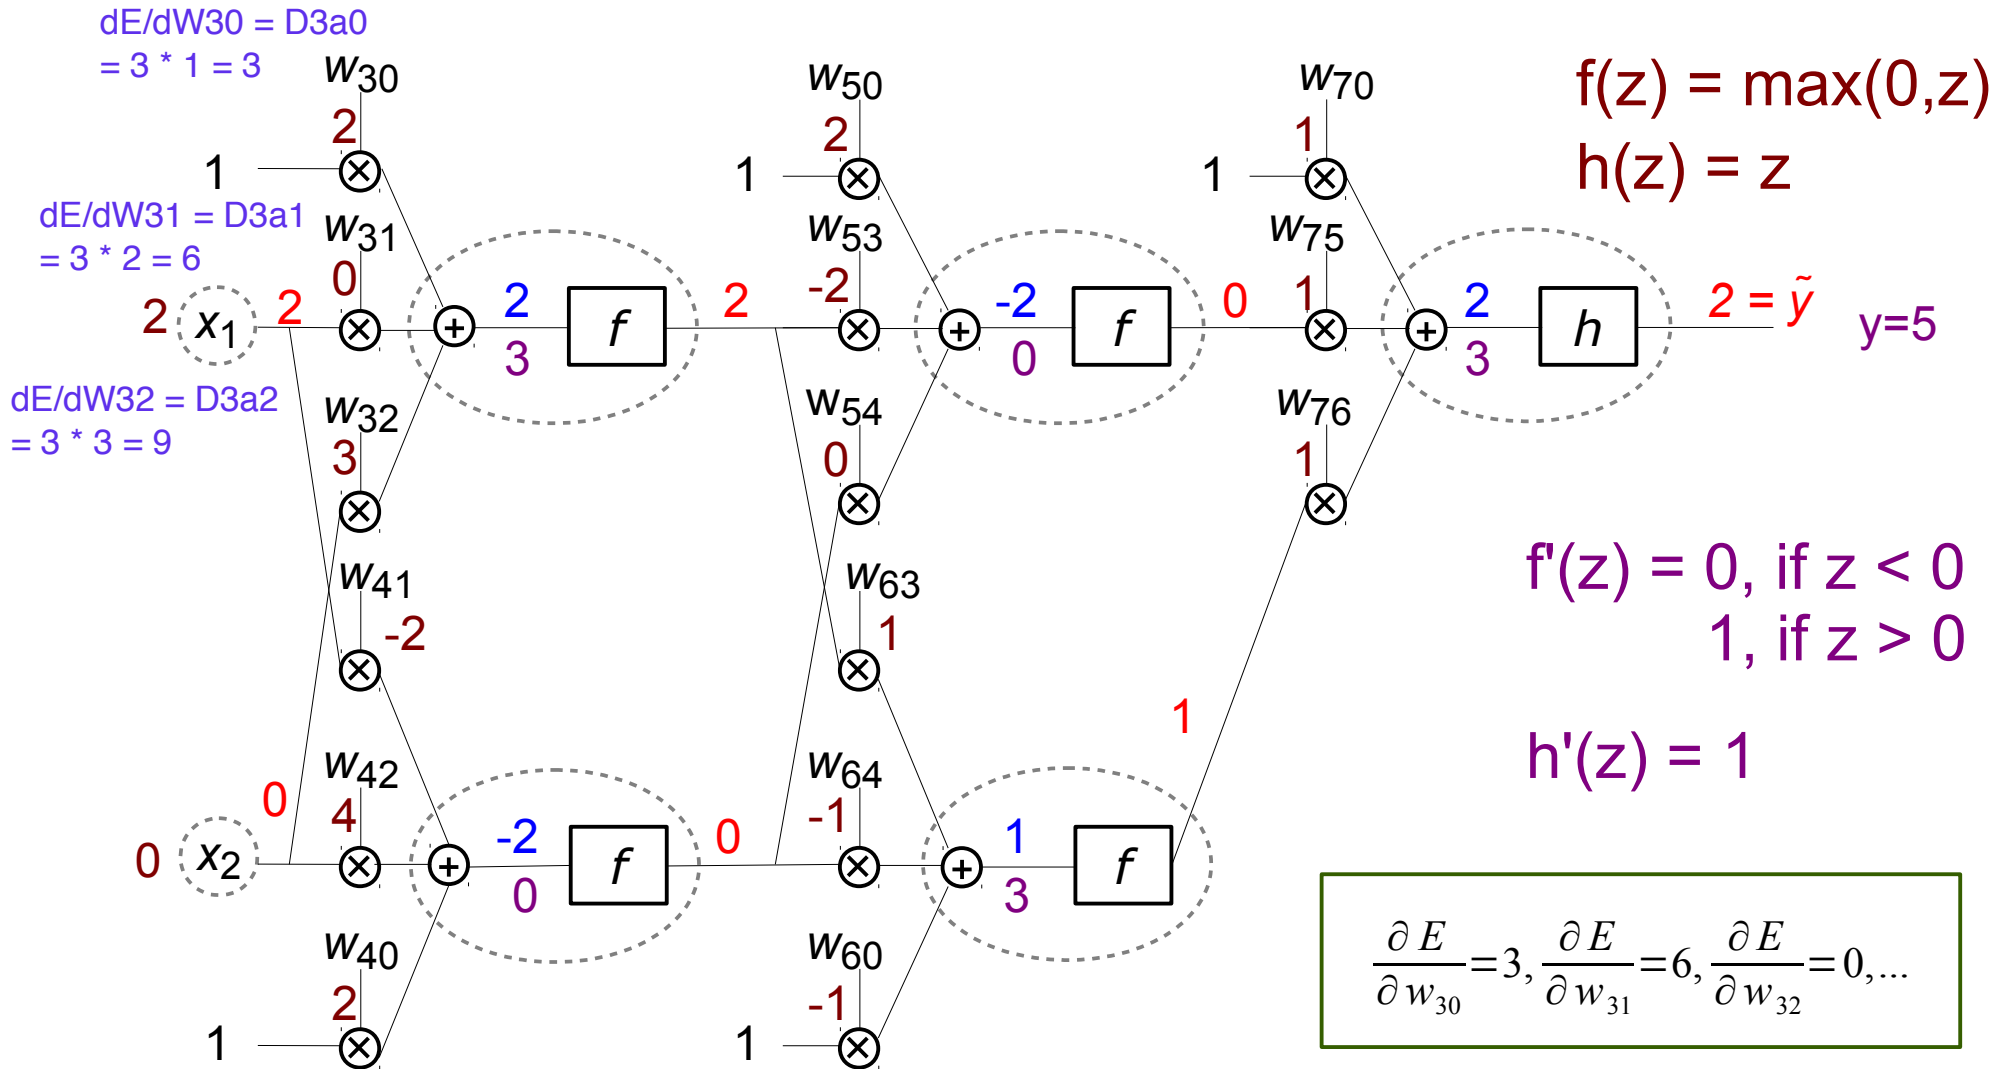 dE/dW30 = D3a0
= 3 * 1 = 3
w30
w50
w70
f(z) = max(0,z)
2
2
1
1
1
1
h(z) = z
dE/dW31 = D3a1
= 3 * 2 = 6
w31
w53
w75
0
-2
1
2
x1
2
+
2
f
2
+
-2
f
0
+
2
h
2 = ỹ
y=5
3
0
3
dE/dW32 = D3a2
= 3 * 3 = 9
w32
w54
w76
3
0
1
w41
w63
f'(z) = 0, if z < 0
1, if z > 0
-2
1
1
h'(z) = 1
w42
w64
0
4
-1
0
x2
+
-2
f
0
+
1
f
0
3
w40
w60
2
-1
1
1
∂E/∂w30=3, ∂E/∂w31=6, ∂E/∂w32=0,...